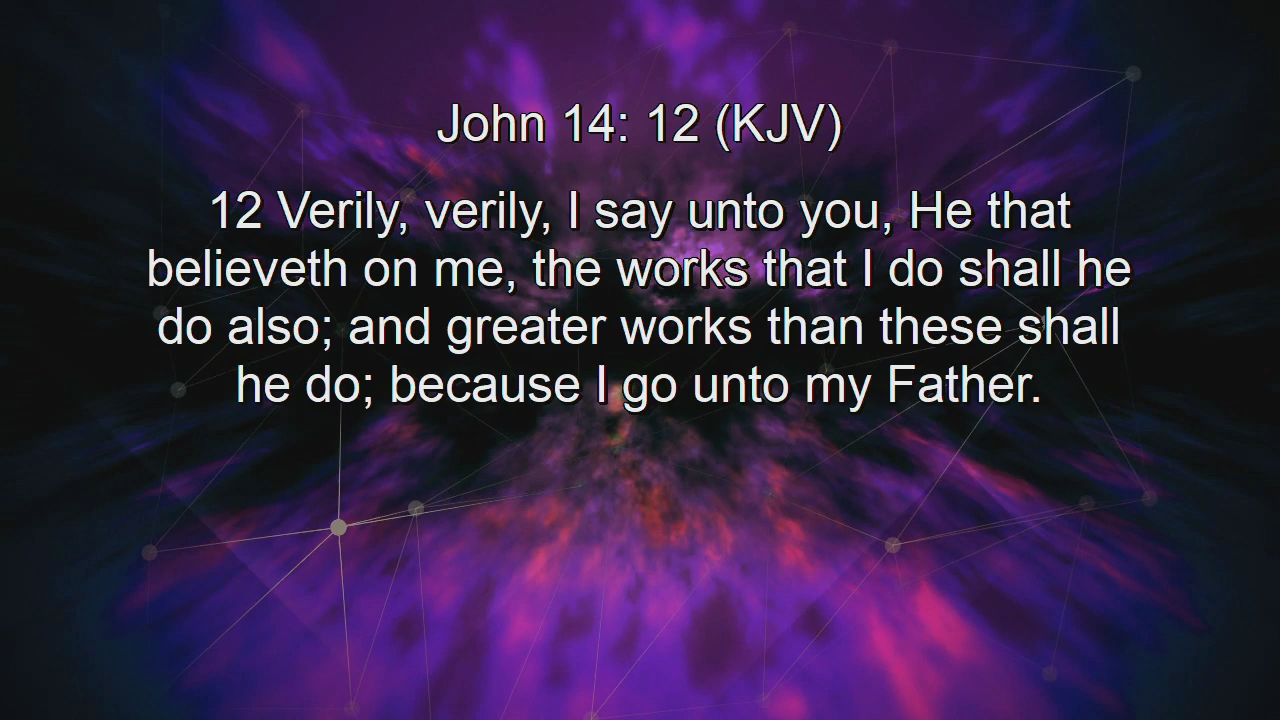 John 14: 12 (KJV)
12 Verily, verily, I say unto you, He that
believeth on me, the works that I do shall he
do also; and greater works than these shall
he do; because I go unto my Father.